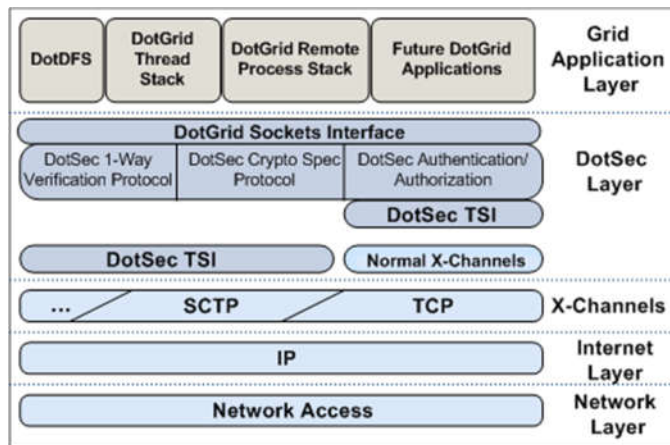 DotDFS
DotGrid
Thread
Stack
DotGrid Remote
Process Stack
Future DotGrid
Applications
Grid
Application
Layer
DotGrid Sockets Interface
DotSec 1-Way
Verification Protocol
DotSec Crypto Spec
Protocol
DotSec Authentication/
Authorization
DotSec
Layer
DotSec TSI
DotSec TSI
Normal X-Channels
...
SCTP
TCP
X-Channels
IP
Internet
Layer
Network Access
Network
Layer